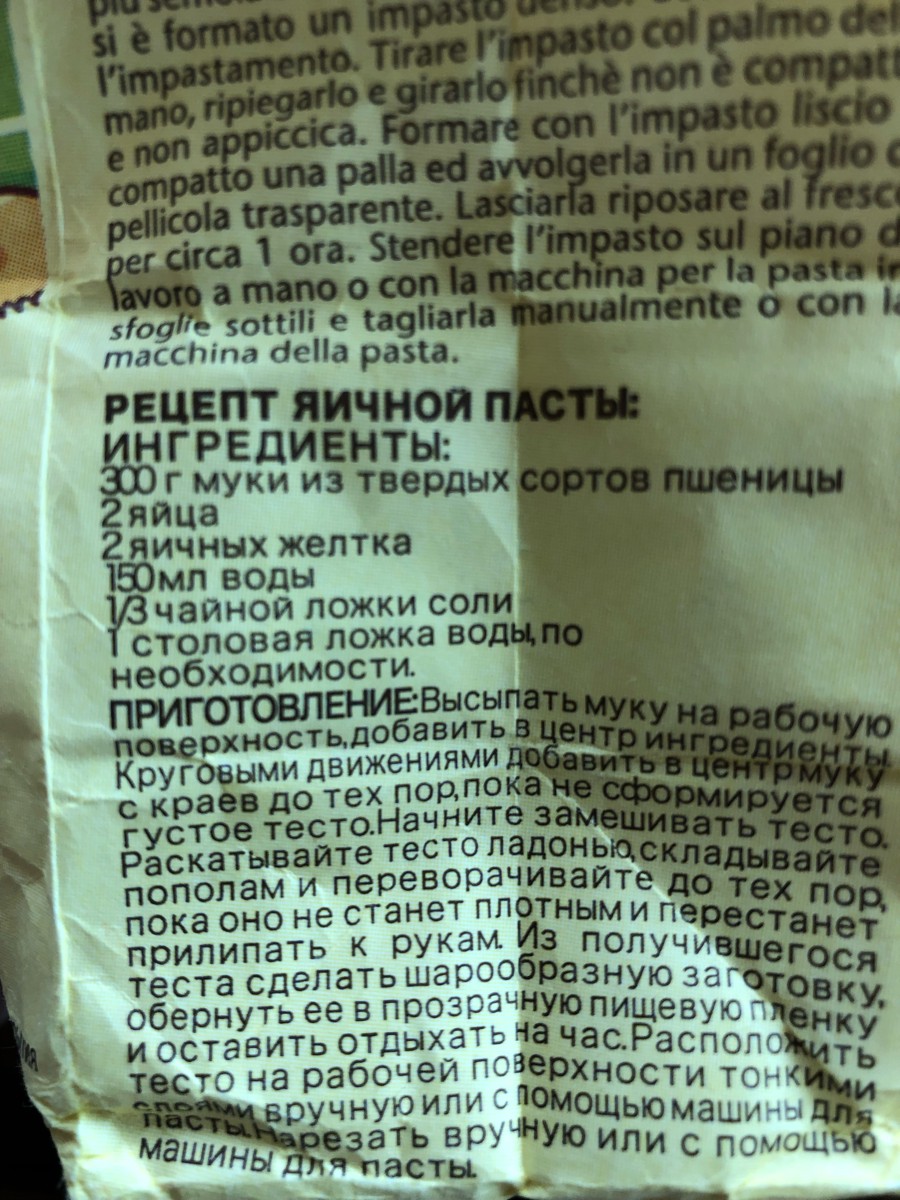 più semola
si è formato un impasto denso.
l'impastamento. Tirare l'impasto col palmo del
mano, ripiegarlo e girarlo finchè non è compatt
e non appiccica. Formare con l'impasto liscio
compatto una palla ed avvolgerla in un foglio d
pellicola trasparente. Lasciarla riposare al fresc
per circa 1 ora. Stendere l'impasto sul piano d
lavoro a mano o con la macchina per la pasta in
sfoglie sottili e tagliarla manualmente o con la
macchina della pasta.
РЕЦЕПТ ЯИЧНОЙ ПАСТЫ:
ИНГРЕДИЕНТЫ:
300 г муки из твердых сортов пшеницы
2 яйца
2 яичных желтка
150 мл воды
1/3 чайной ложки соли
1 столовая ложка воды, по
необходимости.
ПРИГОТОВЛЕНИЕ: Высыпать муку на рабочую
поверхность, добавить в центр ингредиенты.
Круговыми движениями добавить в центр муку
с краев до тех пор, пока не сформируется
густое тесто. Начните замешивать тесто.
Раскатывайте тесто ладонью, складывайте
пополам и переворачивайте до тех пор,
пока оно не станет плотным и перестанет
прилипать к рукам. Из получившегося
теста сделать шарообразную заготовку,
обернуть ее в прозрачную пищевую пленку
и оставить отдыхать на час. Расположить
тесто на рабочей поверхности тонкими
слоями вручную или с помощью машины для
пасты. Нарезать вручную или с помощью
машины для пасты.